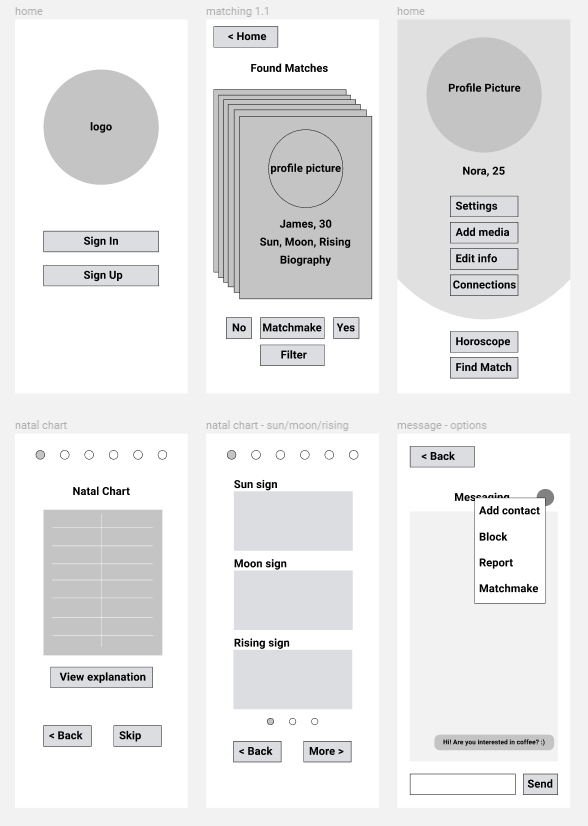 home
logo
Sign In
Sign Up
matching 1.1
< Home
Found Matches
profile picture
James, 30
Sun, Moon, Rising
Biography
No
Matchmake
Yes
Filter
home
Profile Picture
Nora, 25
Settings
Add media
Edit info
Connections
Horoscope
Find Match
natal chart
Natal Chart
View explanation
< Back
Skip
natal chart - sun/moon/rising
Sun sign
Moon sign
Rising sign
< Back
More >
message - options
< Back
Messaging
Add contact
Block
Report
Matchmake
Hi! Are you interested in coffee? :)
Send